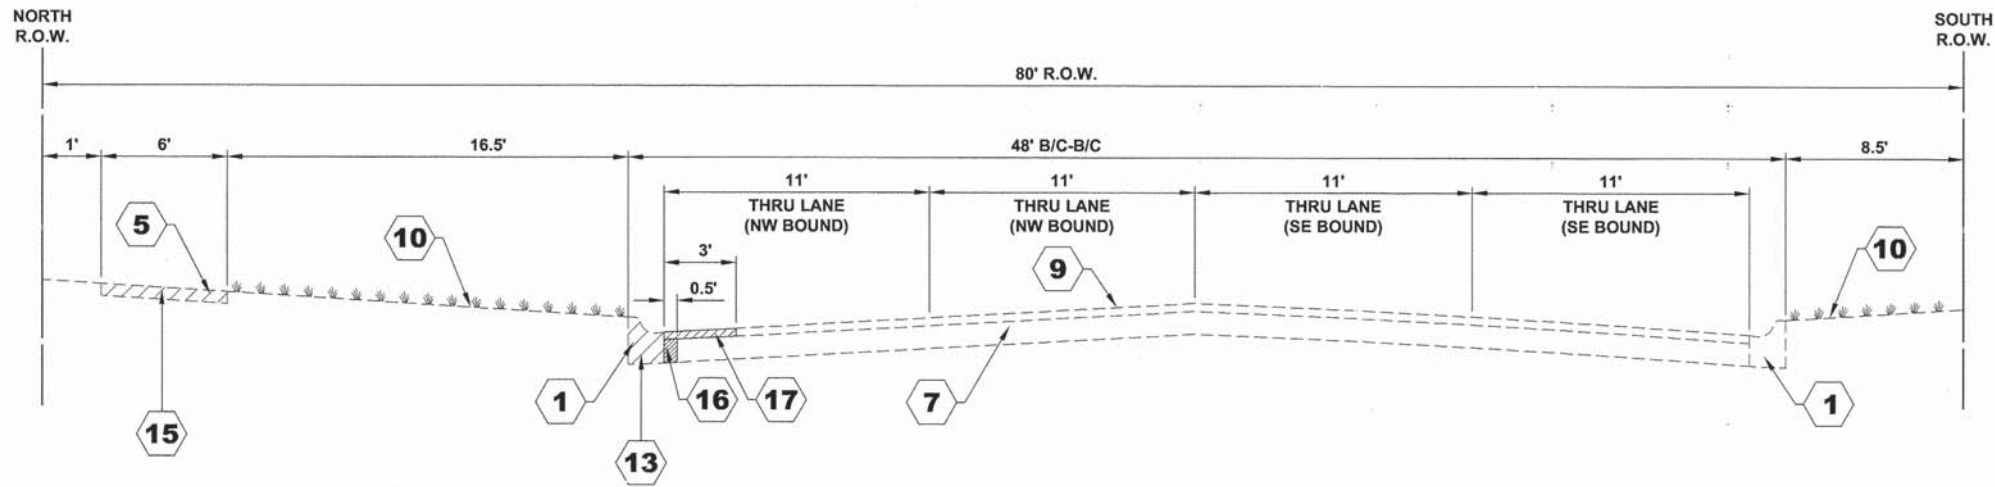 NORTH
R.O.W.
SOUTH
R.O.W.
80' R.O.W.
1'
6'
16.5'
48' B/C-B/C
8.5'
11'
11'
11'
11'
THRU LANE
(NW BOUND)
THRU LANE
(NW BOUND)
THRU LANE
(SE BOUND)
THRU LANE
(SE BOUND)
5
10
3'
9
10
0.5'
1
16
17
7
1
15
13